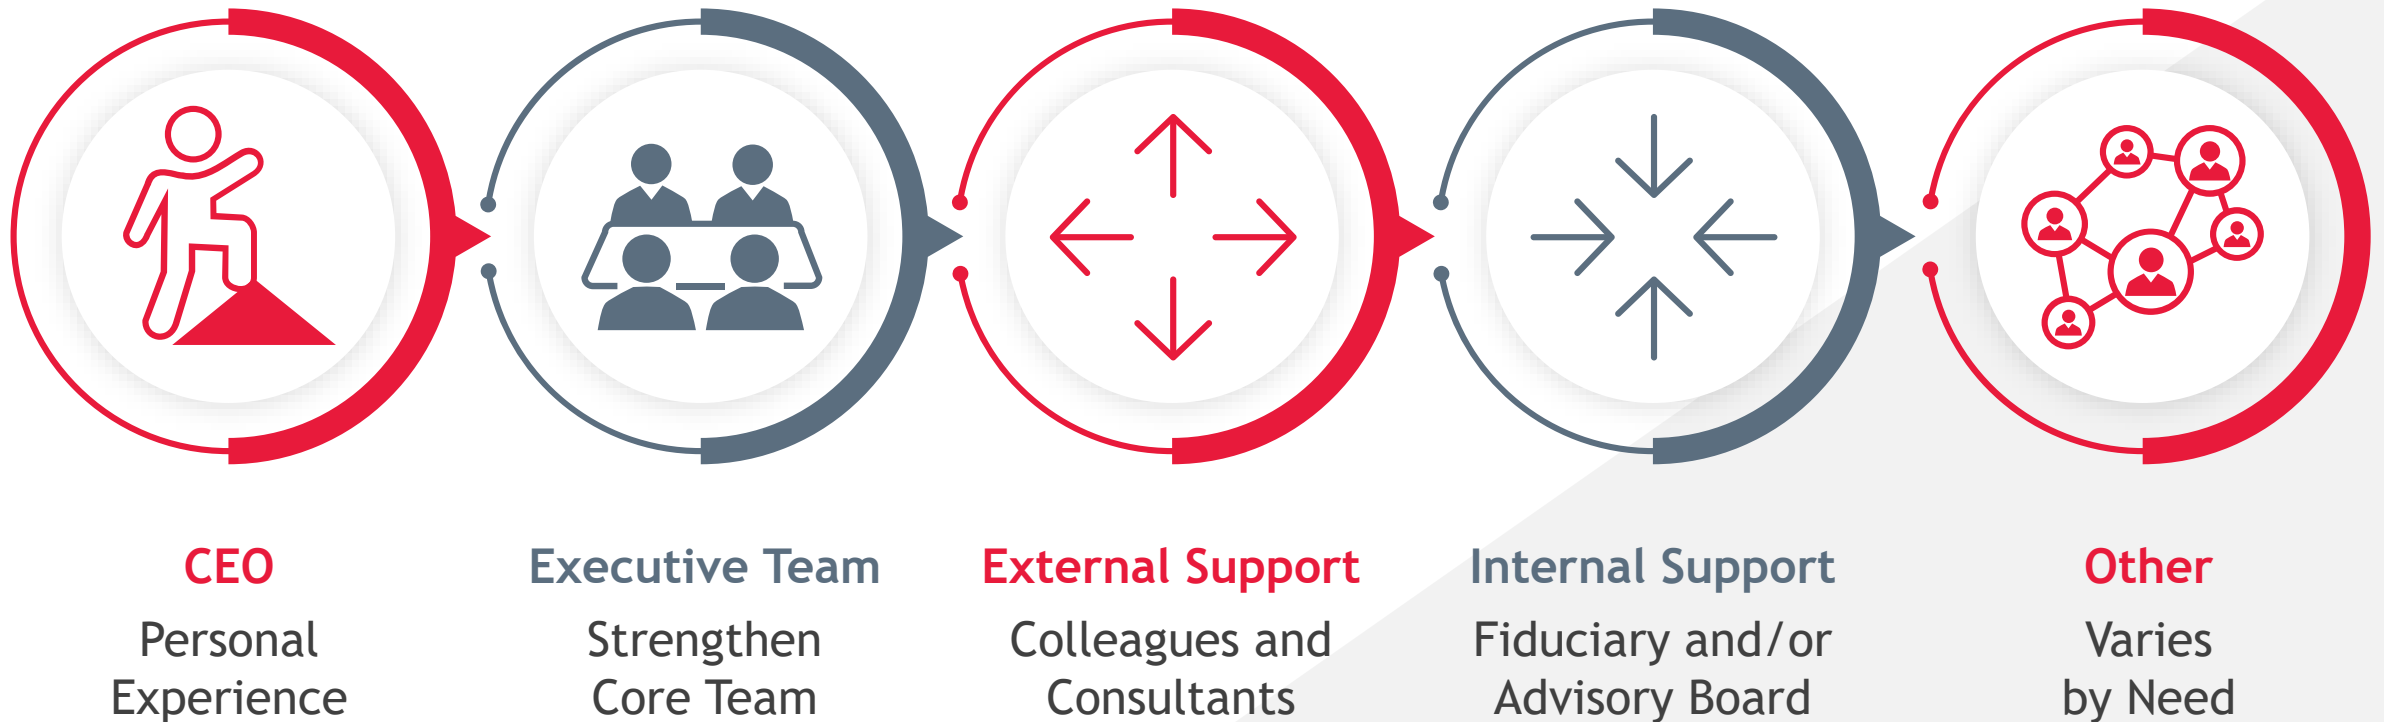 CEO
Personal
Experience
Executive Team
Strengthen
Core Team
External Support
Colleagues and
Consultants
Internal Support
Fiduciary and/or
Advisory Board
Other
Varies
by Need